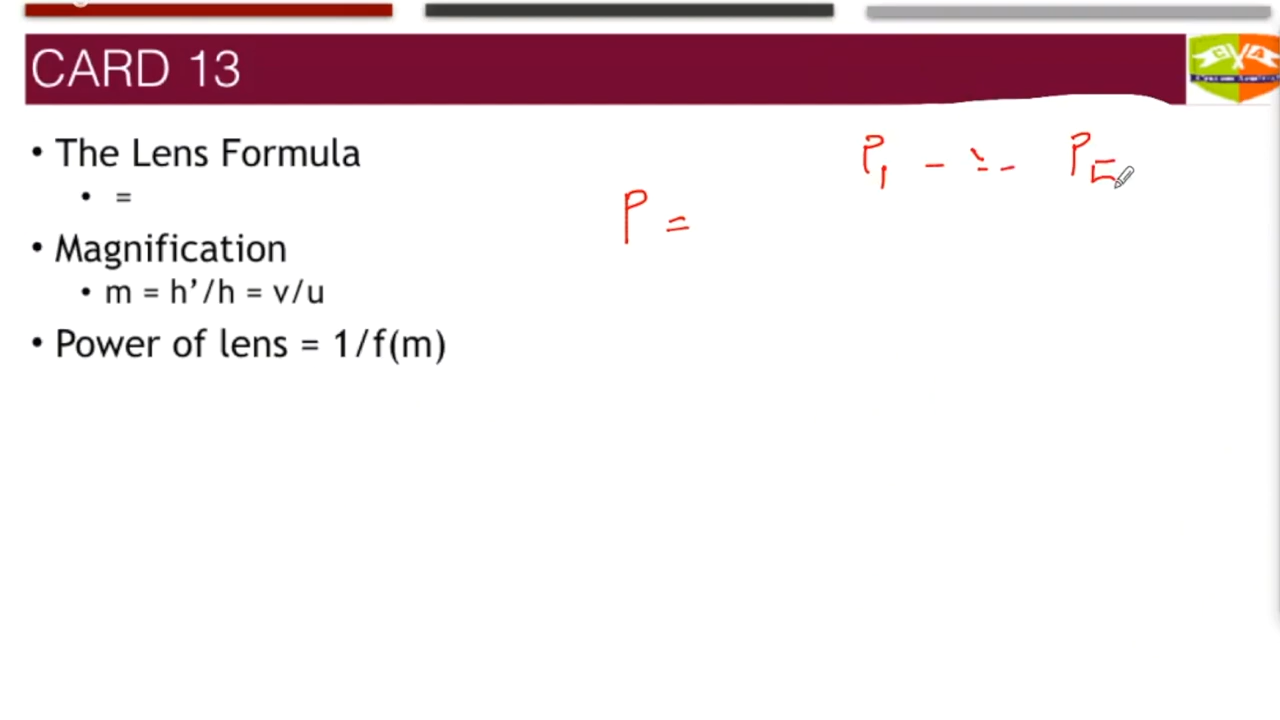 CARD 13
• The Lens Formula
• =
• Magnification
• m = h’/h = v/u
• Power of lens = 1/f(m)
P1 - - - P5
P =